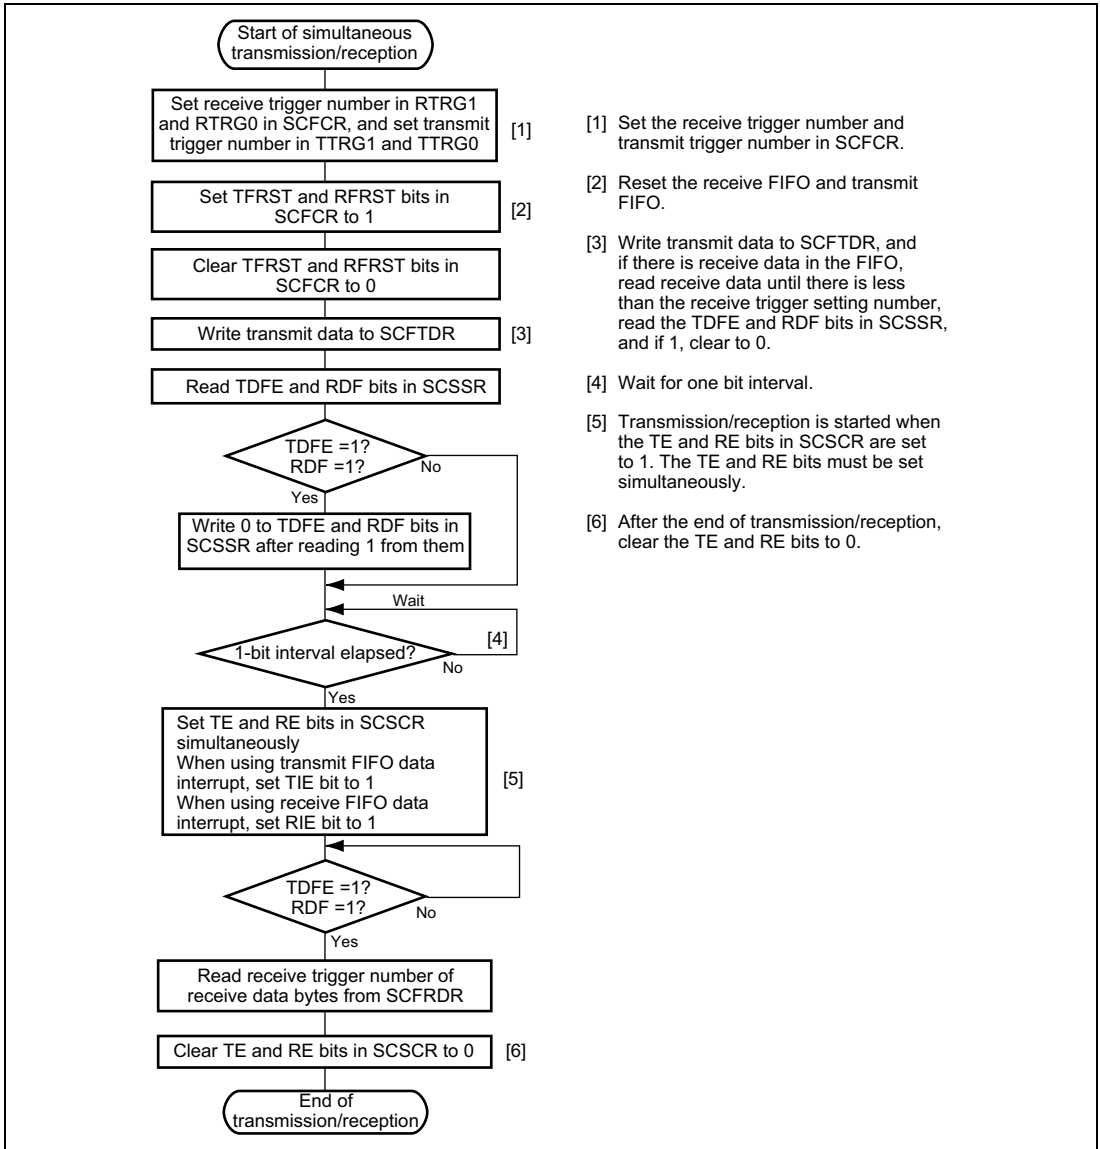 Start of simultaneous
transmission/reception
Set receive trigger number in RTRG1
and RTRG0 in SCFCR, and set transmit
trigger number in TTRG1 and TTRG0
[1]
Set TFRST and RFRST bits in
SCFCR to 1
[2]
Clear TFRST and RFRST bits in
SCFCR to 0
Write transmit data to SCFTDR
[3]
Read TDFE and RDF bits in SCSSR
TDFE =1?
RDF =1?
No
Yes
Write 0 to TDFE and RDF bits in
SCSSR after reading 1 from them
Wait
1-bit interval elapsed?
[4]
No
Yes
Set TE and RE bits in SCSCR
simultaneously
When using transmit FIFO data
interrupt, set TIE bit to 1
When using receive FIFO data
interrupt, set RIE bit to 1
[5]
TDFE =1?
RDF =1?
No
Yes
Read receive trigger number of
receive data bytes from SCFRDR
Clear TE and RE bits in SCSCR to 0
[6]
End of
transmission/reception
[1] Set the receive trigger number and
transmit trigger number in SCFCR.
[2] Reset the receive FIFO and transmit
FIFO.
[3] Write transmit data to SCFTDR, and
if there is receive data in the FIFO,
read receive data until there is less
than the receive trigger setting number,
read the TDFE and RDF bits in SCSSR,
and if 1, clear to 0.
[4] Wait for one bit interval.
[5] Transmission/reception is started when
the TE and RE bits in SCSCR are set
to 1. The TE and RE bits must be set
simultaneously.
[6] After the end of transmission/reception,
clear the TE and RE bits to 0.